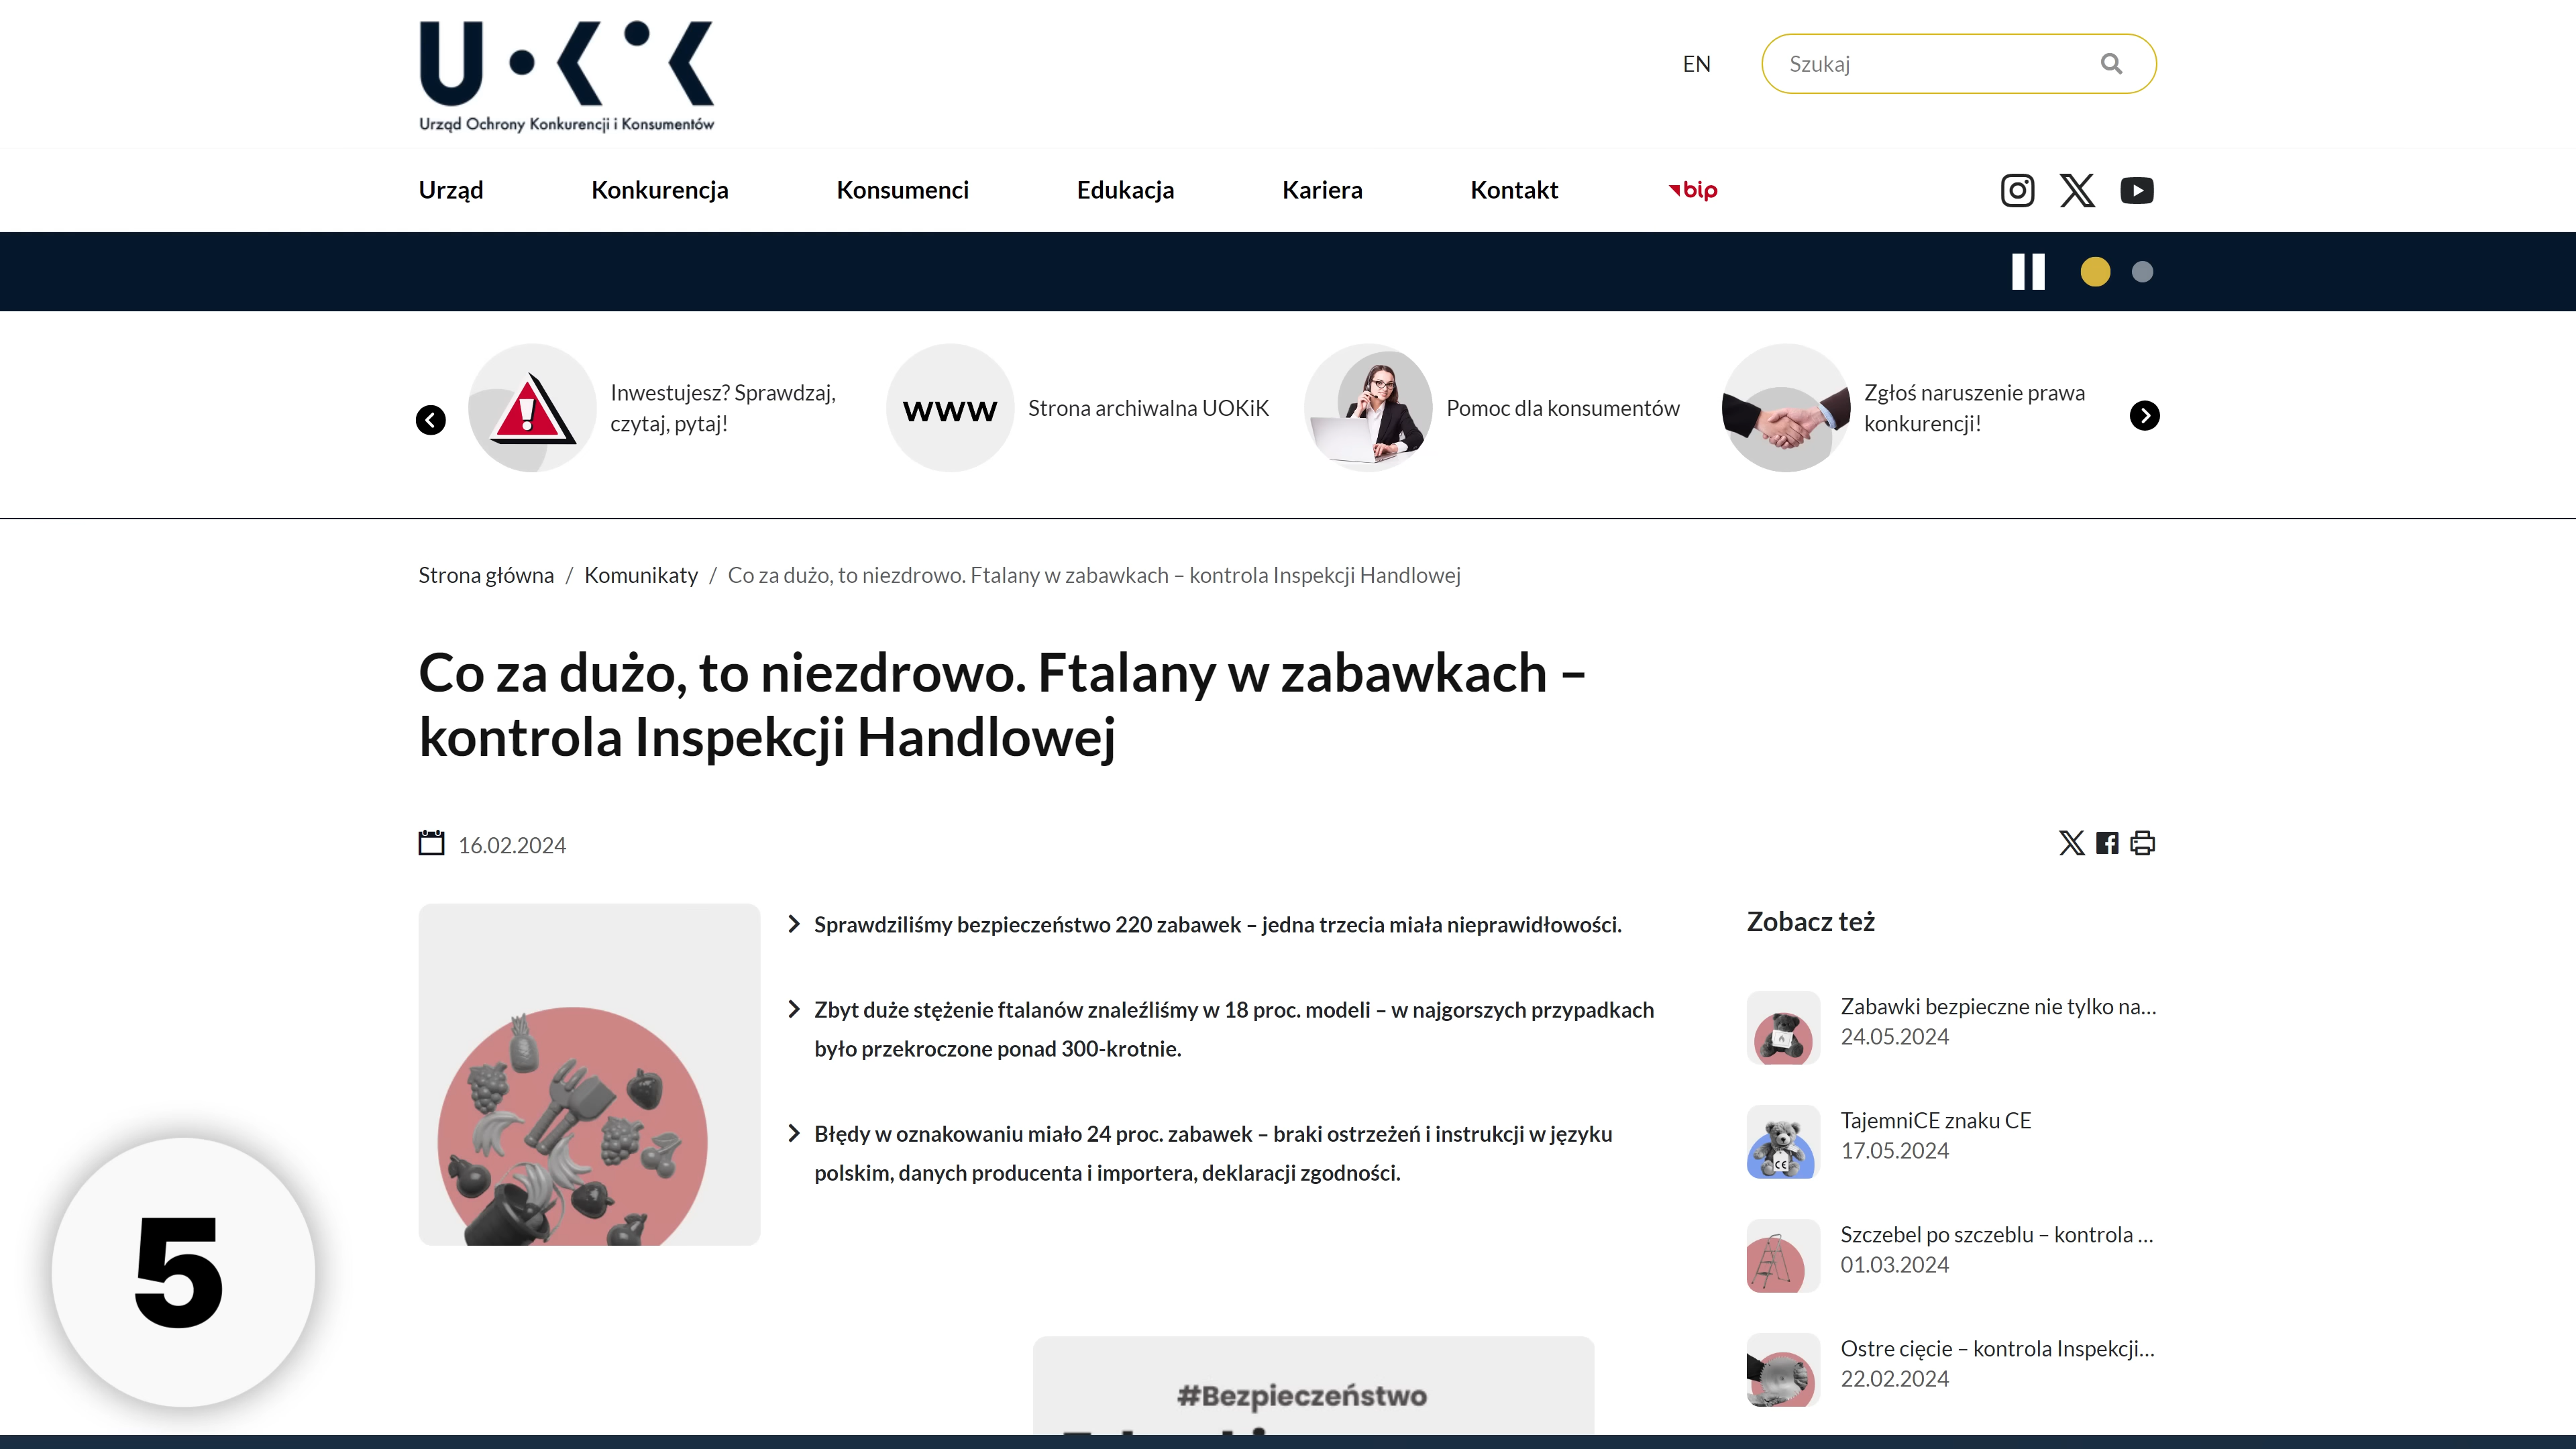 U·K·K
Urząd Ochrony Konkurencji i Konsumentów
EN
Szukaj
Urząd
Konkurencja
Konsumenci
Edukacja
Kariera
Kontakt
bip
Inwestujesz? Sprawdzaj,
czytaj, pytaj!
www
Strona archiwalna UOKiK
Pomoc dla konsumentów
Zgłoś naruszenie prawa
konkurencji!
Strona główna / Komunikaty / Co za dużo, to niezdrowo. Ftalany w zabawkach – kontrola Inspekcji Handlowej
Co za dużo, to niezdrowo. Ftalany w zabawkach –
kontrola Inspekcji Handlowej
16.02.2024
Sprawdziliśmy bezpieczeństwo 220 zabawek – jedna trzecia miała nieprawidłowości.
Zbyt duże stężenie ftalanów znaleźliśmy w 18 proc. modeli – w najgorszych przypadkach
było przekroczone ponad 300-krotnie.
Błędy w oznakowaniu miało 24 proc. zabawek – braki ostrzeżeń i instrukcji w języku
polskim, danych producenta i importera, deklaracji zgodności.
Zobacz też
Zabawki bezpieczne nie tylko na...
24.05.2024
CE
TajemniCE znaku CE
17.05.2024
Szczebel po szczeblu – kontrola ...
01.03.2024
Ostre cięcie – kontrola Inspekcji...
22.02.2024
5
#Bezpieczeństwo